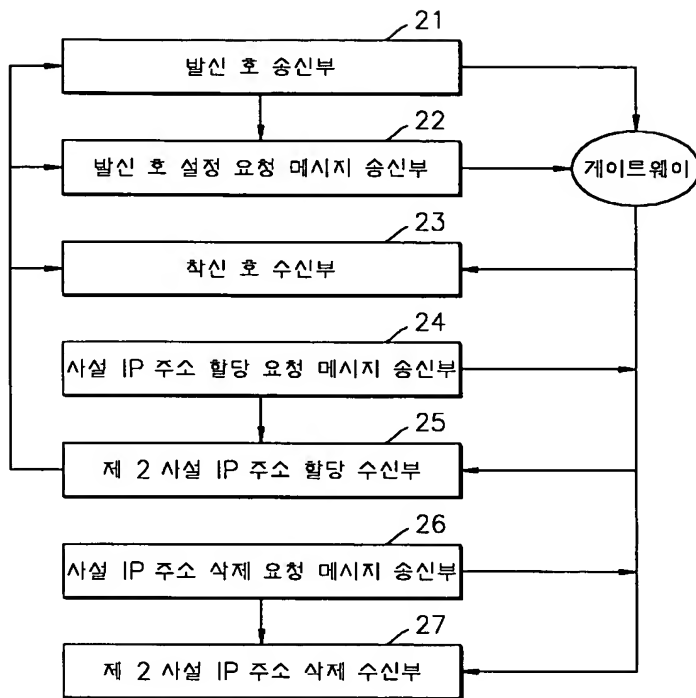 21
발신 호 송신부
22
발신 호 설정 요청 메시지 송신부
게이트웨이
23
착신 호 수신부
24
사설 IP 주소 할당 요청 메시지 송신부
25
제 2 사설 IP 주소 할당 수신부
26
사설 IP 주소 삭제 요청 메시지 송신부
27
제 2 사설 IP 주소 삭제 수신부